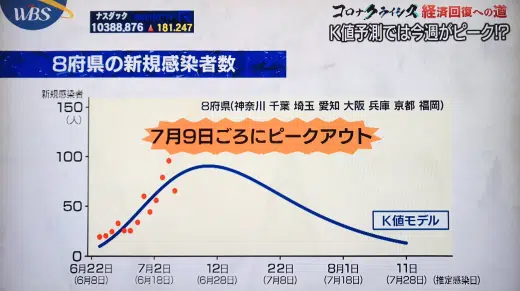 WBS
ナスダック
10388,876 ▲181.247
コロナクライシス 経済回復への道
K値予測では今週がピーク!?
8府県の新規感染者数
新規感染者
(人)
150
100
50
0
8府県(神奈川 千葉 埼玉 愛知 大阪 兵庫 京都 福岡)
7月9日ごろにピークアウト
K値モデル
6月22日 7月2日 12日 22日 8月1日 11日
(6月8日) (6月18日) (6月28日) (7月8日) (7月18日) (7月28日) (推定感染日)